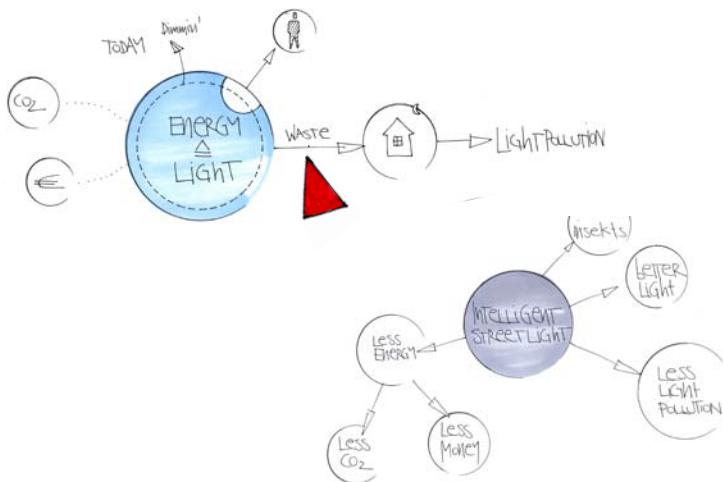 TODAY
Dimmin'
CO2
€
ENERGY
≙
LIGHT
WASTE
LIGHT POLLUTION
insekts
bETTER
LIGHT
INTELLIGENT
STREETLIGHT
LESS
ENERGY
LESS
LIGHT
POLLUTION
LESS
CO2
LESS
MONEY